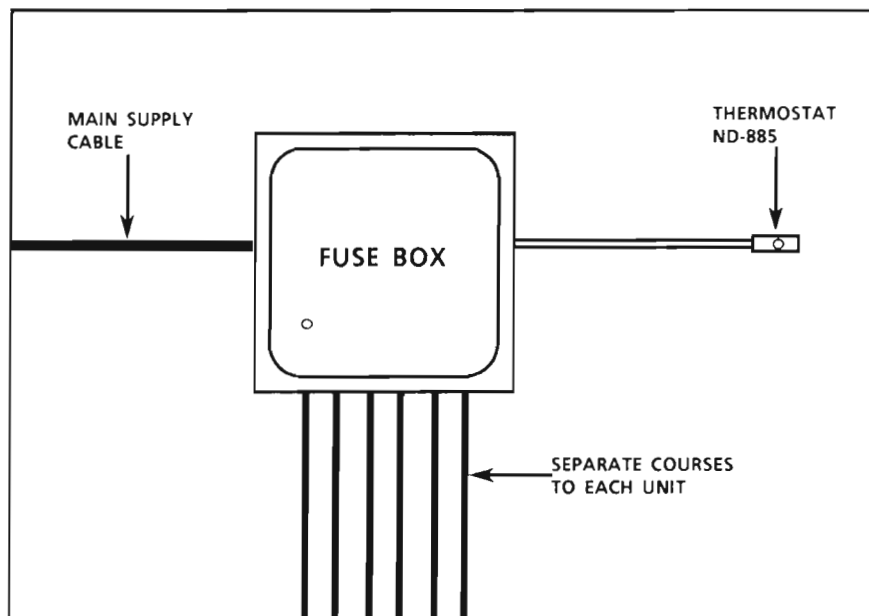 MAIN SUPPLY
CABLE
THERMOSTAT
ND-885
FUSE BOX
SEPARATE COURSES
TO EACH UNIT